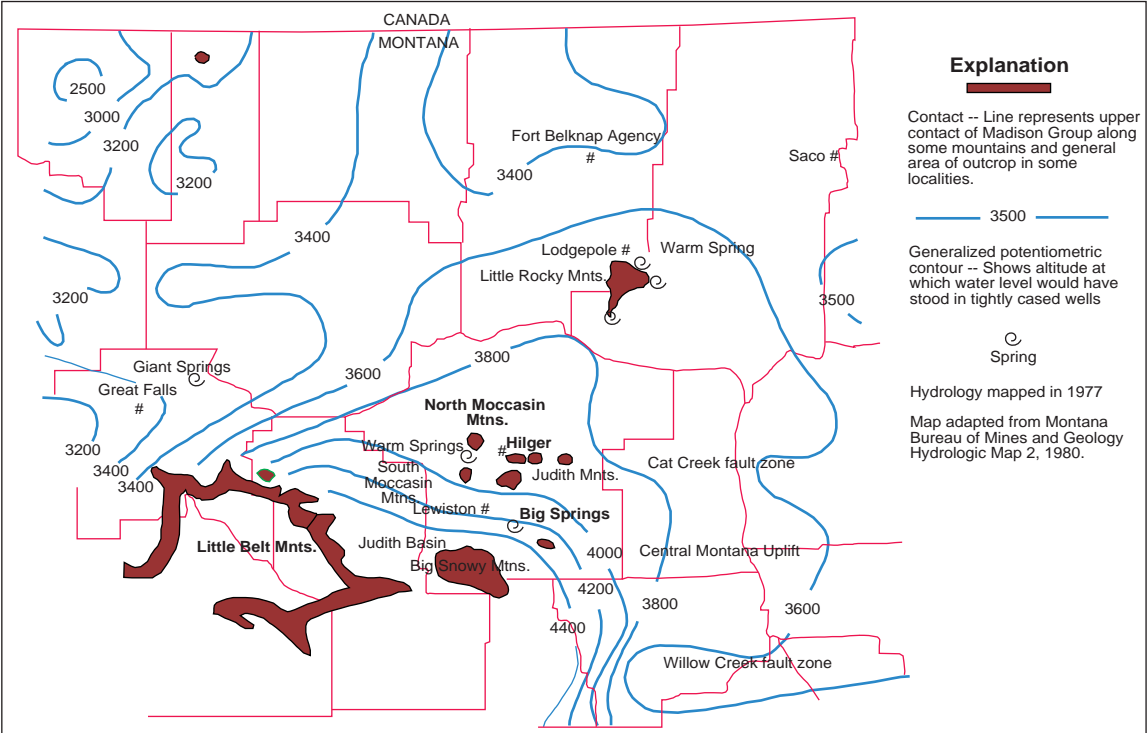 CANADA
MONTANA
2500
3000
3200
3200
Fort Belknap Agency
#
3400
Saco #
3400
Lodgepole #
Warm Spring
Little Rocky Mnts.
3200
3500
Giant Springs
Great Falls
#
3600
3800
3200
3400
3400
North Moccasin
Mtns.
Warm Springs
#
Hilger
South
Moccasin
Mtns.
Judith Mnts.
Cat Creek fault zone
Lewiston #
Big Springs
Little Belt Mnts.
Judith Basin
Big Snowy Mtns.
4000
Central Montana Uplift
4200
3800
3600
4400
Willow Creek fault zone
Explanation
Contact -- Line represents upper
contact of Madison Group along
some mountains and general
area of outcrop in some
localities.
3500
Generalized potentiometric
contour -- Shows altitude at
which water level would have
stood in tightly cased wells
Spring
Hydrology mapped in 1977
Map adapted from Montana
Bureau of Mines and Geology
Hydrologic Map 2, 1980.